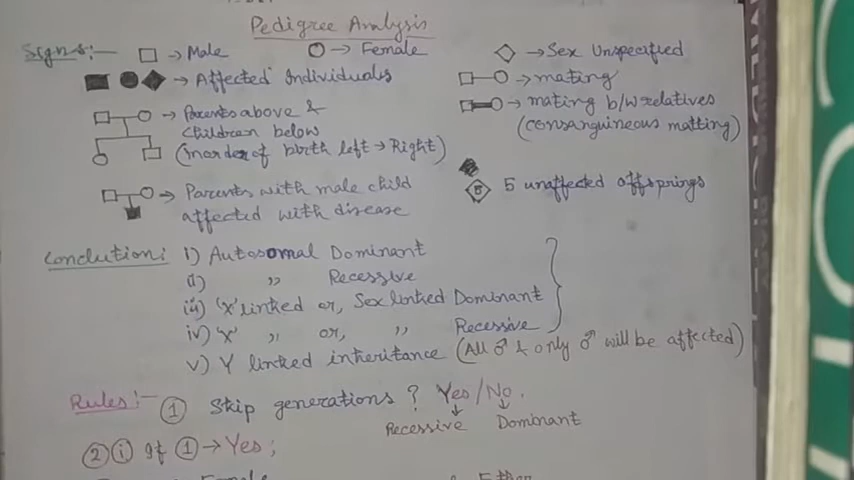 Pedigree Analysis
Signs:- → Male → Female → Sex Unspecified
→ Affected Individuals → mating
→ Parents above & → mating b/w relatives
children below (consanguineous matting)
(in order of birth left → Right)
→ Parents with male child 5 5 unaffected offsprings
affected with disease
Conclution: i) Autosomal Dominant
ii) " Recessive
iii) 'X' linked or, Sex linked Dominant
iv) 'X' " or, " Recessive
v) Y linked inheritance (All ♂ & only ♂ will be affected)
Rules:- ① Skip generations? Yes/No.
Recessive Dominant
② ⓘ If ① → Yes;
Female